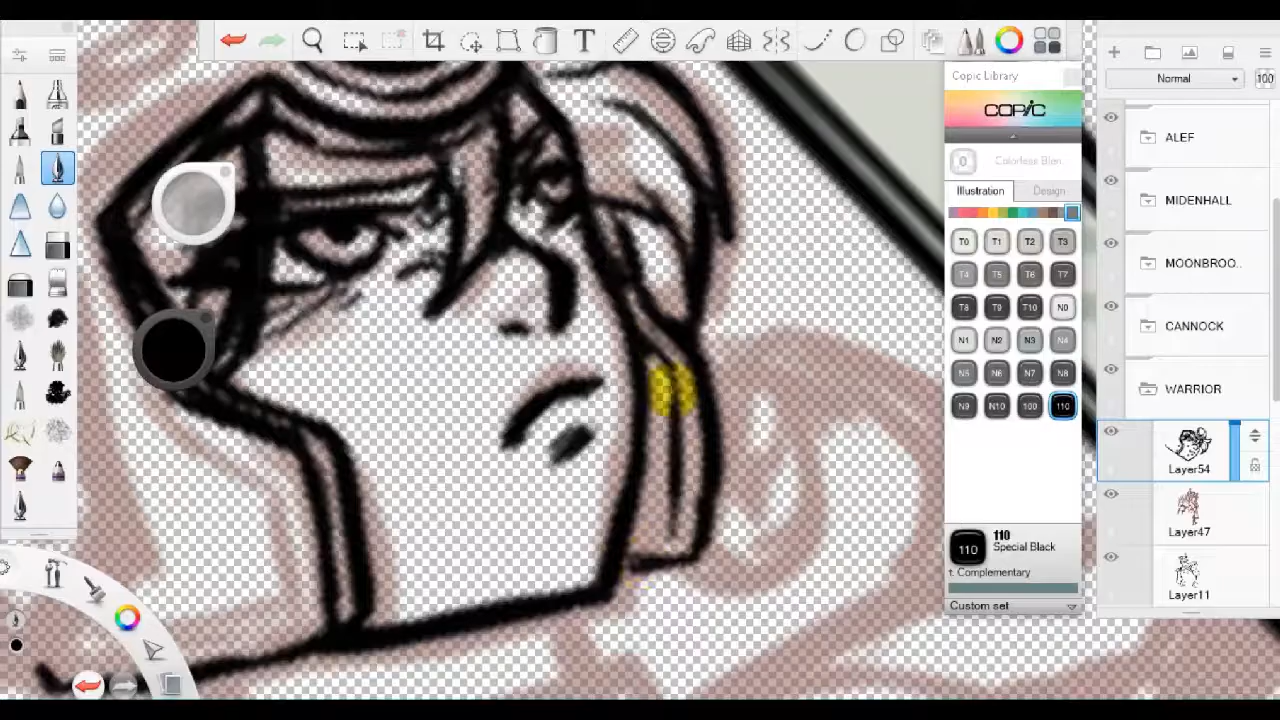 T
Copic Library
COPIC
0 Colorless Blen
Illustration Design
T0 T1 T2 T3
T4 T5 T6 T7
T8 T9 T10 N0
N1 N2 N3 N4
N5 N6 N7 N8
N9 N10 100 110
110 110
Special Black
t. Complementary
Custom set
Normal 100
ALEF
MIDENHALL
MOONBROO..
CANNOCK
WARRIOR
Layer54
Layer47
Layer11